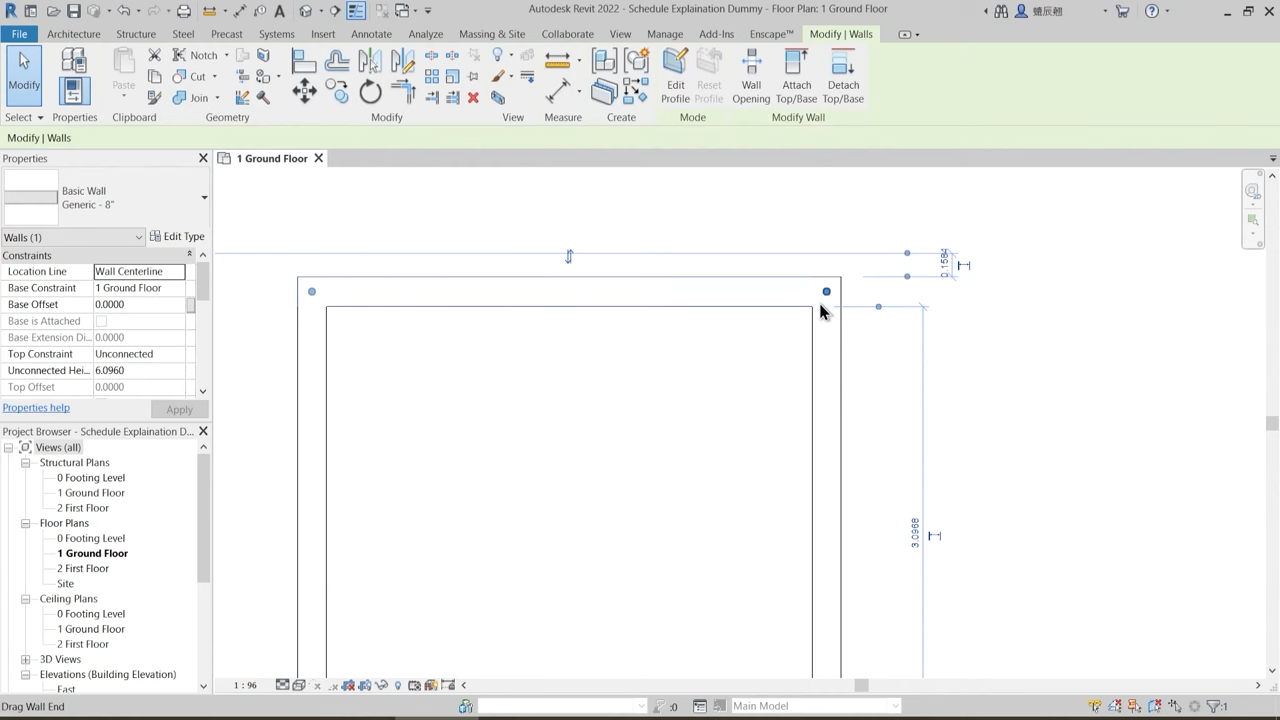 Autodesk Revit 2022 - Schedule Explaination Dummy - Floor Plan: 1 Ground Floor
File Architecture Structure Steel Precast Systems Insert Annotate Analyze Massing & Site Collaborate View Manage Add-Ins Enscape™ Modify | Walls
Modify
Paste
Notch
Cut
Join
Edit Profile
Reset Profile
Wall Opening
Attach Top/Base
Detach Top/Base
Select Properties Clipboard Geometry Modify View Measure Create Mode Modify Wall
Modify | Walls
Properties
1 Ground Floor
Basic Wall
Generic - 8"
Walls (1)
Edit Type
Constraints
Location Line Wall Centerline
Base Constraint 1 Ground Floor
Base Offset 0.0000
Base is Attached
Base Extension Di...
0.0000
Top Constraint Unconnected
Unconnected Hei... 6.0960
Top Offset 0.0000
Properties help
Apply
Project Browser - Schedule Explaination D...
Views (all)
Structural Plans
0 Footing Level
1 Ground Floor
2 First Floor
Floor Plans
0 Footing Level
1 Ground Floor
2 First Floor
Site
Ceiling Plans
0 Footing Level
1 Ground Floor
2 First Floor
3D Views
Elevations (Building Elevation)
East
0.1584
3.0968
1 : 96
Drag Wall End
:0
Main Model
:1